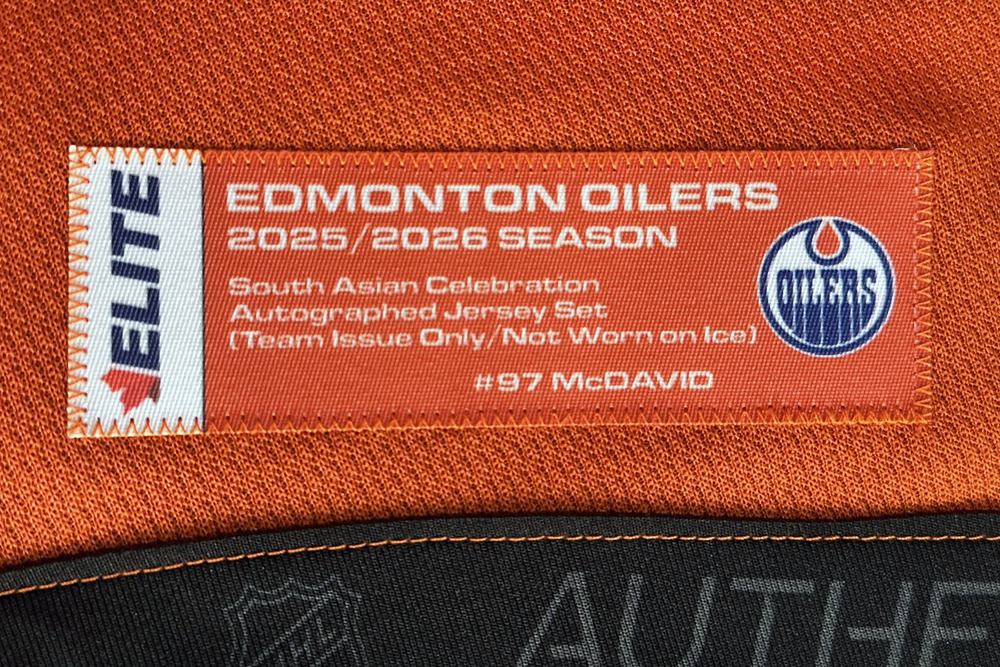 ELITE
EDMONTON OILERS
2025/2026 SEASON
South Asian Celebration
Autographed Jersey Set
(Team Issue Only/Not Worn on Ice)
#97 McDAVID
OILERS
NHL
AUTHE